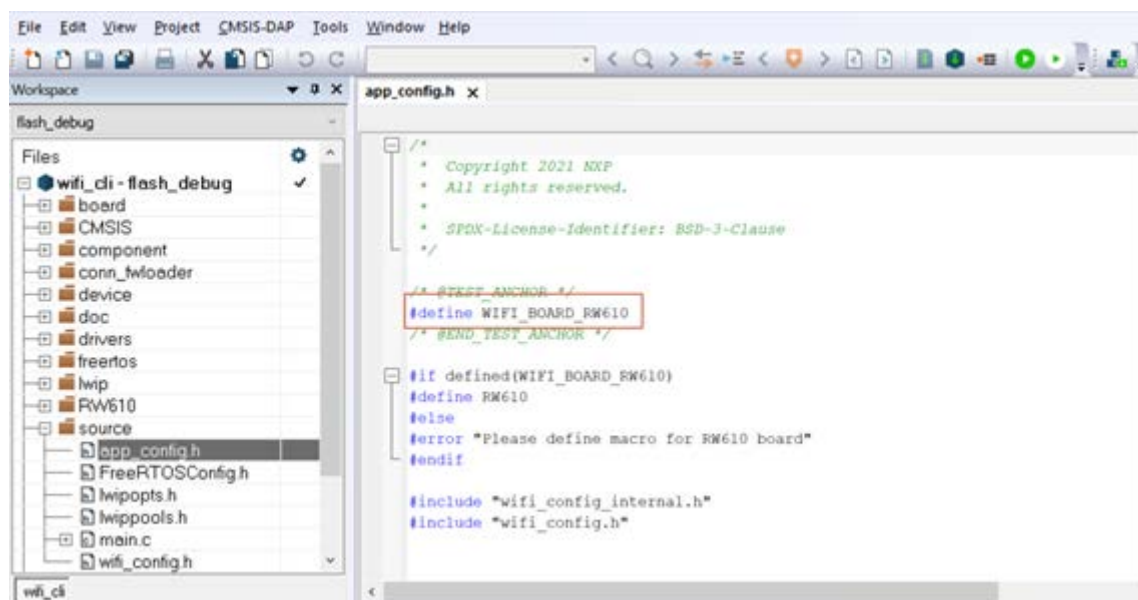 File Edit View Project CMSIS-DAP Tools Window Help
Workspace
flash_debug
Files
wifi_cli - flash_debug
board
CMSIS
component
conn_fwloader
device
doc
drivers
freertos
lwip
RW610
source
app_config.h
FreeRTOSConfig.h
lwipopts.h
lwippools.h
main.c
wifi_config.h
wifi_cli
app_config.h x
/*
* Copyright 2021 NXP
* All rights reserved.
*
* SPDX-License-Identifier: BSD-3-Clause
*/
/* @TEST_ANCHOR */
#define WIFI_BOARD_RW610
/* @END_TEST_ANCHOR */
#if defined(WIFI_BOARD_RW610)
#define RW610
#else
#error "Please define macro for RW610 board"
#endif
#include "wifi_config_internal.h"
#include "wifi_config.h"